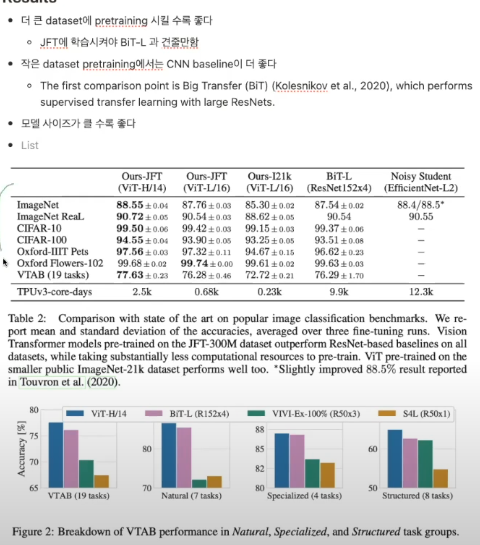 Results
더 큰 dataset에 pretraining 시킬 수록 좋다
JFT에 학습시켜야 BiT-L 과 견줄만함
작은 dataset pretraining에서는 CNN baseline이 더 좋다
The first comparison point is Big Transfer (BiT) (Kolesnikov et al., 2020), which performs
supervised transfer learning with large ResNets.
모델 사이즈가 클 수록 좋다
List
Ours-JFT Ours-JFT Ours-I21k BiT-L Noisy Student
(ViT-H/14) (ViT-L/16) (ViT-L/16) (ResNet152x4) (EfficientNet-L2)
ImageNet 88.55 ± 0.04 87.76 ± 0.03 85.30 ± 0.02 87.54 ± 0.02 88.4/88.5*
ImageNet ReaL 90.72 ± 0.05 90.54 ± 0.03 88.62 ± 0.05 90.54 90.55
CIFAR-10 99.50 ± 0.06 99.42 ± 0.03 99.15 ± 0.03 99.37 ± 0.06 −
CIFAR-100 94.55 ± 0.04 93.90 ± 0.05 93.25 ± 0.05 93.51 ± 0.08 −
Oxford-IIIT Pets 97.56 ± 0.03 97.32 ± 0.11 94.67 ± 0.15 96.62 ± 0.23 −
Oxford Flowers-102 99.68 ± 0.02 99.74 ± 0.00 99.61 ± 0.02 99.63 ± 0.03 −
VTAB (19 tasks) 77.63 ± 0.23 76.28 ± 0.46 72.72 ± 0.21 76.29 ± 1.70 −
TPUv3-core-days 2.5k 0.68k 0.23k 9.9k 12.3k
Table 2: Comparison with state of the art on popular image classification benchmarks. We re-
port mean and standard deviation of the accuracies, averaged over three fine-tuning runs. Vision
Transformer models pre-trained on the JFT-300M dataset outperform ResNet-based baselines on all
datasets, while taking substantially less computational resources to pre-train. ViT pre-trained on the
smaller public ImageNet-21k dataset performs well too. *Slightly improved 88.5% result reported
in Touvron et al. (2020).
ViT-H/14 BiT-L (R152x4) VIVI-Ex-100% (R50x3) S4L (R50x1)
Accuracy [%]
80 75 70 65
80 70
88 85 82 80
60 50
VTAB (19 tasks) Natural (7 tasks) Specialized (4 tasks) Structured (8 tasks)
Figure 2: Breakdown of VTAB performance in Natural, Specialized, and Structured task groups.